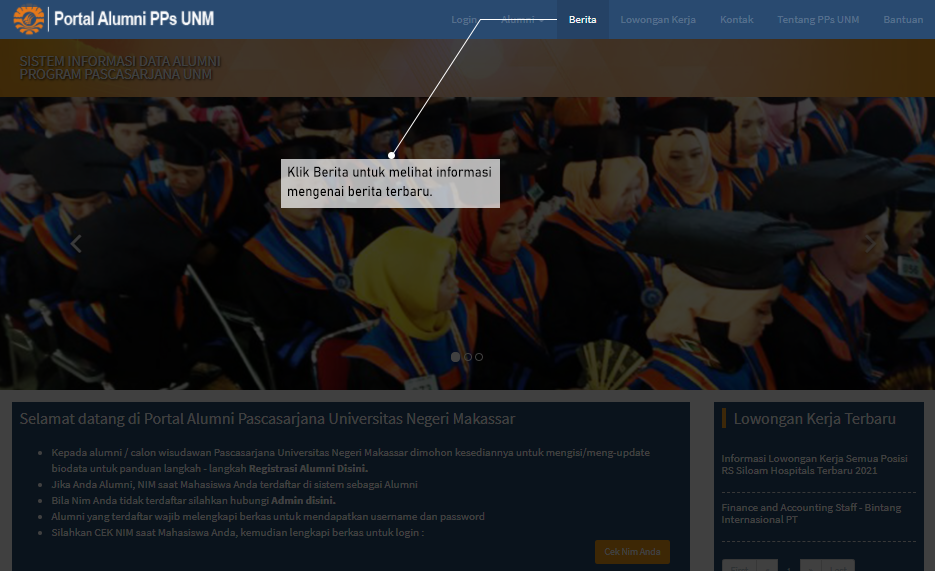 Portal Alumni PPs UNM
Login
Alumni
Berita
Lowongan Kerja
Kontak
Tentang PPs UNM
Bantuan
SISTEM INFORMASI DATA ALUMNI
PROGRAM PASCASARJANA UNM
Klik Berita untuk melihat informasi
mengenai berita terbaru.
Selamat datang di Portal Alumni Pascasarjana Universitas Negeri Makassar
Kepada alumni / calon wisudawan Pascasarjana Universitas Negeri Makassar dimohon kesediannya untuk mengisi/meng-update
biodata untuk panduan langkah - langkah Registrasi Alumni Disini.
Jika Anda Alumni, NIM saat Mahasiswa Anda terdaftar di sistem sebagai Alumni
Bila Nim Anda tidak terdaftar silahkan hubungi Admin disini.
Alumni yang terdaftar wajib melengkapi berkas untuk mendapatkan username dan password
Silahkan CEK NIM saat Mahasiswa Anda, kemudian lengkapi berkas untuk login :
Cek Nim Anda
Lowongan Kerja Terbaru
Informasi Lowongan Kerja Semua Posisi
RS Siloam Hospitals Terbaru 2021
Finance and Accounting Staff - Bintang
Internasional PT